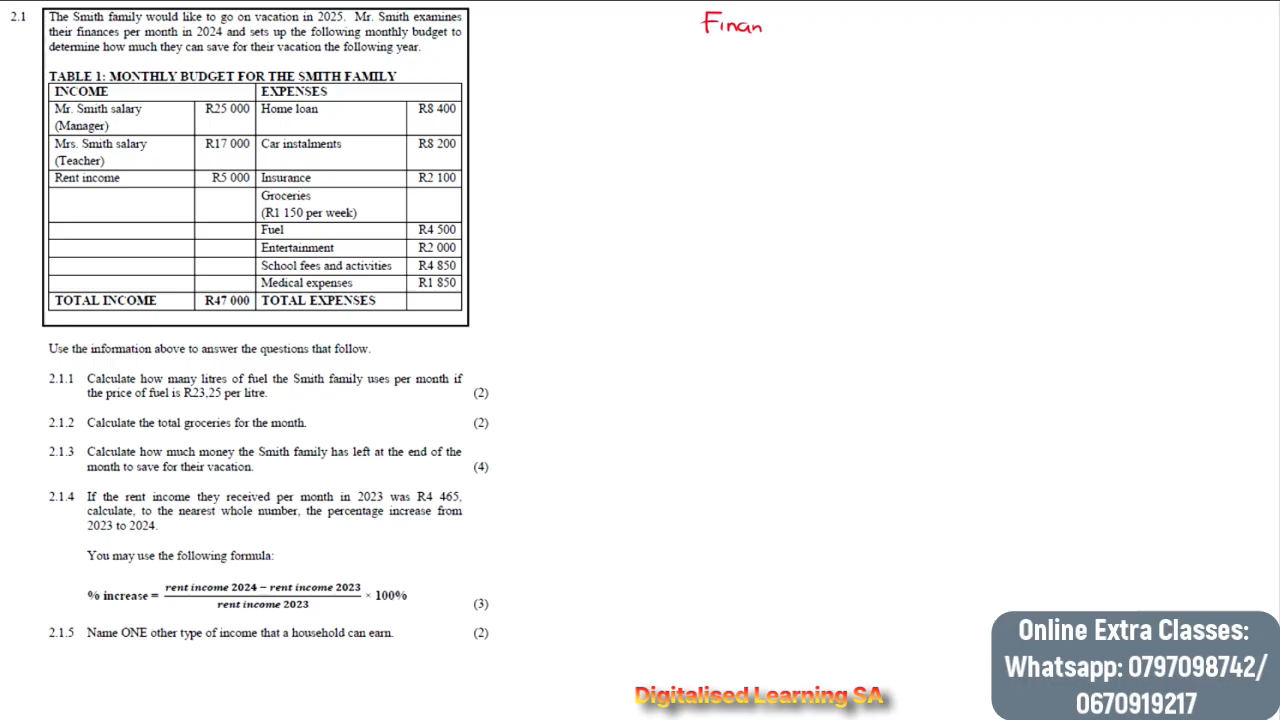 Finan
2.1 The Smith family would like to go on vacation in 2025. Mr. Smith examines
their finances per month in 2024 and sets up the following monthly budget to
determine how much they can save for their vacation the following year.
TABLE 1: MONTHLY BUDGET FOR THE SMITH FAMILY
INCOME EXPENSES
Mr. Smith salary R25 000 Home loan R8 400
(Manager)
Mrs. Smith salary R17 000 Car instalments R8 200
(Teacher)
Rent income R5 000 Insurance R2 100
Groceries
(R1 150 per week)
Fuel R4 500
Entertainment R2 000
School fees and activities R4 850
Medical expenses R1 850
TOTAL INCOME R47 000 TOTAL EXPENSES
Use the information above to answer the questions that follow.
2.1.1 Calculate how many litres of fuel the Smith family uses per month if
the price of fuel is R23,25 per litre. (2)
2.1.2 Calculate the total groceries for the month. (2)
2.1.3 Calculate how much money the Smith family has left at the end of the
month to save for their vacation. (4)
2.1.4 If the rent income they received per month in 2023 was R4 465,
calculate, to the nearest whole number, the percentage increase from
2023 to 2024.
You may use the following formula:
% increase = rent income 2024 − rent income 2023 / rent income 2023 × 100% (3)
2.1.5 Name ONE other type of income that a household can earn. (2)
Online Extra Classes:
Whatsapp: 0797098742/
0670919217
Digitalised Learning SA